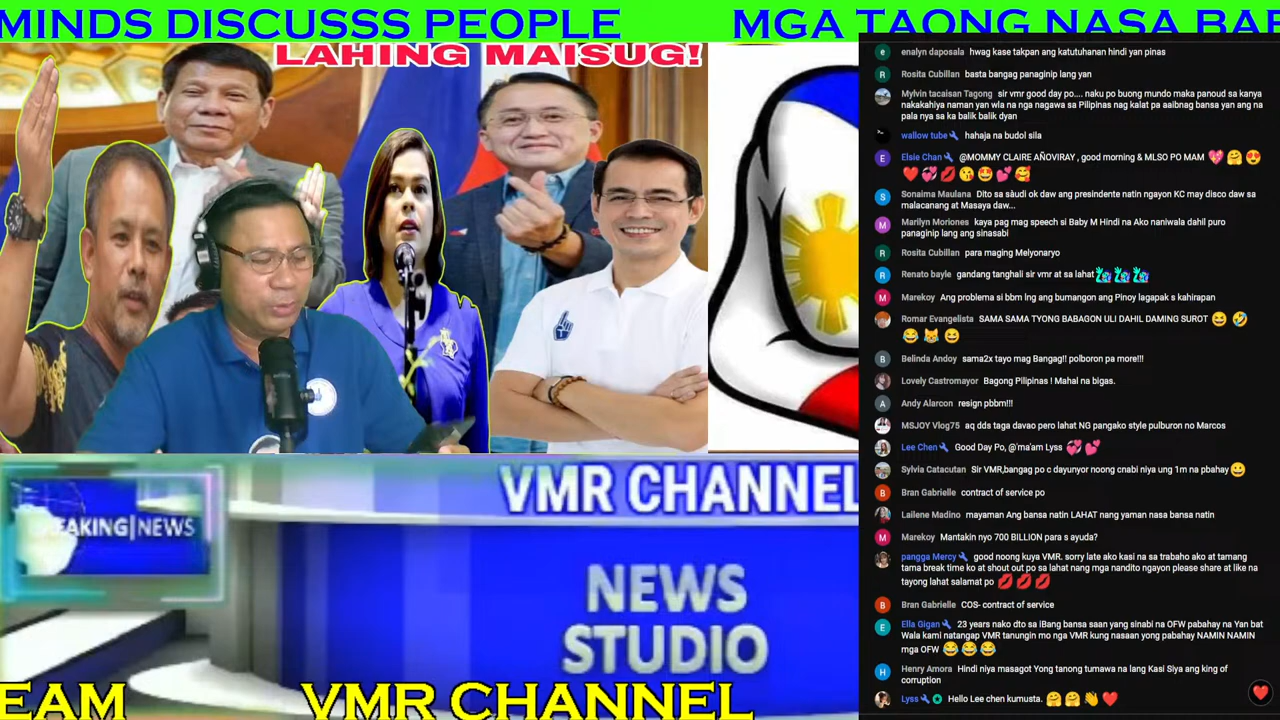 MINDS DISCUSSS PEOPLE MGA TAONG NASA BAB
LAHING MAISUG!
VMR CHANNEL
EAKING|NEWS
NEWS
STUDIO
EAM VMR CHANNEL
enalyn daposala hwag kase takpan ang katutuhanan hindi yan pinas
Rosita Cubillan basta bangag panaginip lang yan
Mylvin tacaisan Tagong sir vmr good day po.... naku po buong mundo maka panoud sa kanya
nakakahiya naman yan wla na nga nagawa sa Pilipinas nag kalat pa aaibnag bansa yan ang na
pala nya sa ka balik balik dyan
wallow tube hahaja na budol sila
Elsie Chan @MOMMY CLAIRE AÑOVIRAY , good morning & MLSO PO MAM 💖 🤗 😍
❤️ 💞 💋 😘 🤩 💕 🥰
Sonaima Maulana Dito sa sàudi ok daw ang presidente natin ngayon KC may disco daw sa
malacanang at Masaya daw...
Marilyn Moriones kaya pag mag speech si Baby M Hindi na Ako naniwala dahil puro
panaginip lang ang sinasabi
Rosita Cubillan para maging Melyonaryo
Renato bayle gandang tanghali sir vmr at sa lahat
Marekoy Ang problema si bbm lng ang bumangon ang Pinoy lagapak s kahirapan
Romar Evangelista SAMA SAMA TYONG BABAGON ULI DAHIL DAMING SUROT 😆 🤣
😂 😹 😆
Belinda Andoy sama2x tayo mag Bangag!! polboron pa more!!!
Lovely Castromayor Bagong Pilipinas ! Mahal na bigas.
Andy Alarcon resign pbbm!!!
MSJOY Vlog75 aq dds taga davao pero lahat NG pangako style pulburon no Marcos
Lee Chen Good Day Po, @'ma'am Lyss 💞 💕
Sylvia Catacutan Sir VMR,bangag po c dayunyor noong cnabi niya ung 1m na pbahay 😀
Bran Gabrielle contract of service po
Lailene Madino mayaman Ang bansa natin LAHAT nang yaman nasa bansa natin
Marekoy Mantakin nyo 700 BILLION para s ayuda?
pangga Mercy good noong kuya VMR. sorry late ako kasi na sa trabaho ako at tamang
tama break time ko at shout out po sa lahat nang mga nandito ngayon please share at like na
tayong lahat salamat po 💋 💋 💋
Bran Gabrielle COS- contract of service
Ella Gigan 23 years nako dto sa iBang bansa saan yang sinabi na OFW pabahay na Yan bat
Wala kami natangap VMR tanungin mo nga VMR kung nasaan yong pabahay NAMIN NAMIN
mga OFW 😂 😂 😂
Henry Amora Hindi niya masagot Yong tanong tumawa na lang Kasi Siya ang king of
corruption
Lyss Hello Lee chen kumusta. 🤗 🤗 👋 ❤️